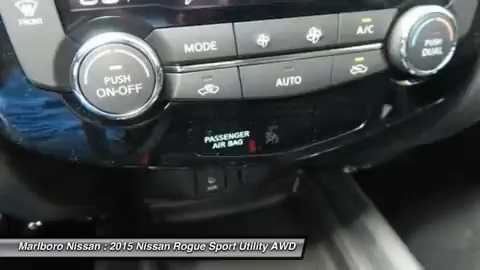 FRONT
MODE
A/C
PUSH
ON-OFF
AUTO
PUSH
DUAL
PASSENGER
AIR BAG
Marlboro Nissan : 2015 Nissan Rogue Sport Utility AWD